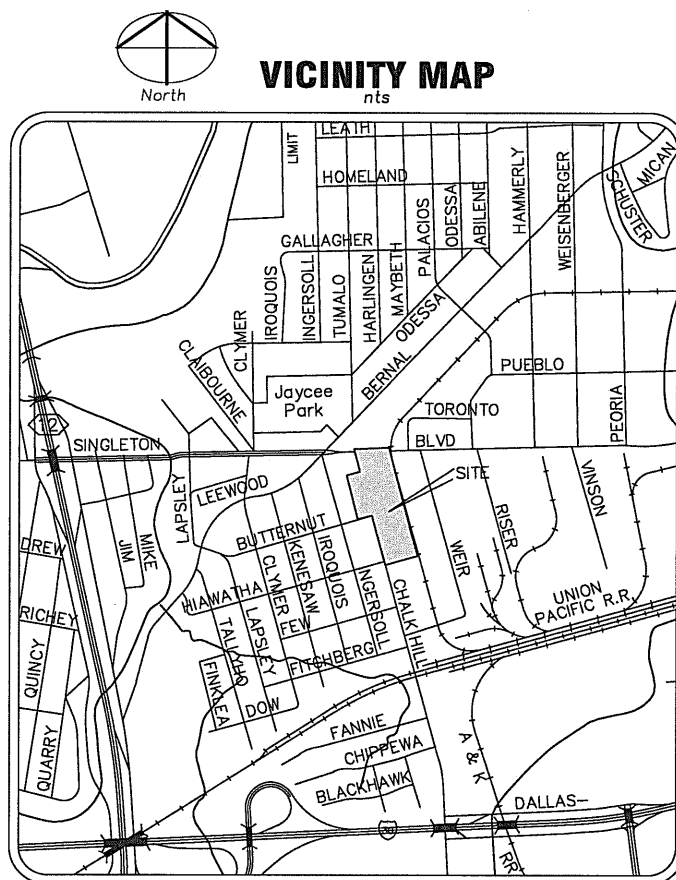 North
VICINITY MAP
nts
LEATH
LIMIT
HOMELAND
MICAN
SCHUSTER
HAMMERLY
WEISENBERGER
ABILENE
ODESSA
PALACIOS
MAYBETH
HARLINGEN
TUMALO
INGERSOLL
IROQUOIS
GALLAGHER
CLYMER
CLAIBOURNE
ODESSA
BERNAL
PUEBLO
Jaycee
Park
TORONTO
PEORIA
12
SINGLETON
BLVD
SITE
LAPSLEY
LEEWOOD
VINSON
RISER
WEIR
BUTTERNUT
DREW
JIM
MIKE
IROQUOIS
KENESAW
CLYMER
HIAWATHA
UNION
PACIFIC R.R.
RICHEY
NGERSOLL
CHALK HILL
FEW
LAPSLEY
TALLYHO
FINKLEA
FITCHBERG
QUINCY
DOW
FANNIE
CHIPPEWA
A & K
QUARRY
BLACKHAWK
DALLAS-
30
RR